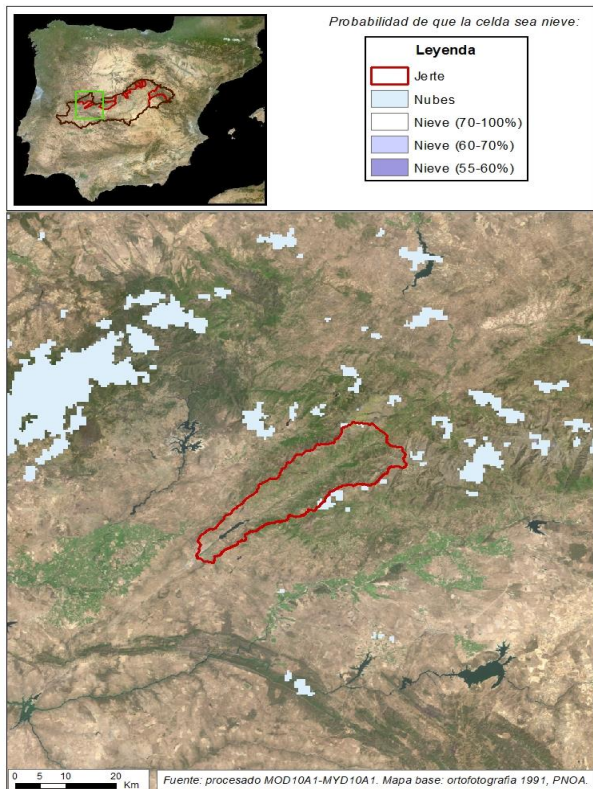 Probabilidad de que la celda sea nieve:
Leyenda
Jerte
Nubes
Nieve (70-100%)
Nieve (60-70%)
Nieve (55-60%)
0 5 10 20
Km
Fuente: procesado MOD10A1-MYD10A1. Mapa base: ortofotografia 1991, PNOA.